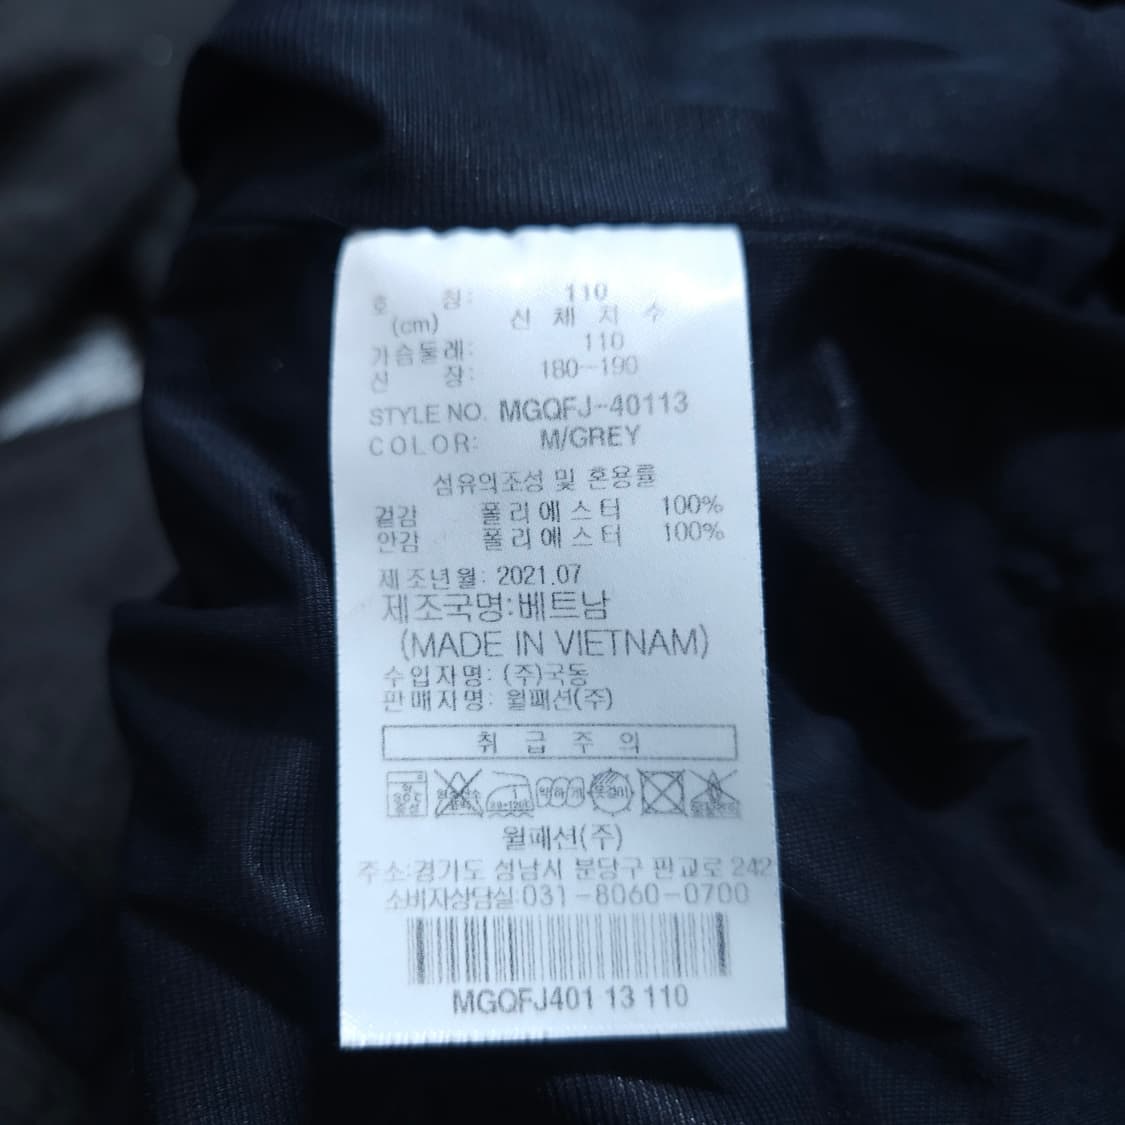 호 칭: 110
(cm) 신 체 치 수
가슴둘레: 110
신 장: 180~190
STYLE NO. MGQFJ-40113
COLOR: M/GREY
섬유의조성 및 혼용률
겉감 폴리에스터 100%
안감 폴리에스터 100%
제조년월: 2021.07
제조국명:베트남
(MADE IN VIETNAM)
수입자명: (주)국동
판매자명: 월패션(주)
취 급 주 의
약하게
월패션(주)
주소:경기도 성남시 분당구 판교로 242
소비자상담실:031-8060-0700
MGQFJ401 13 110